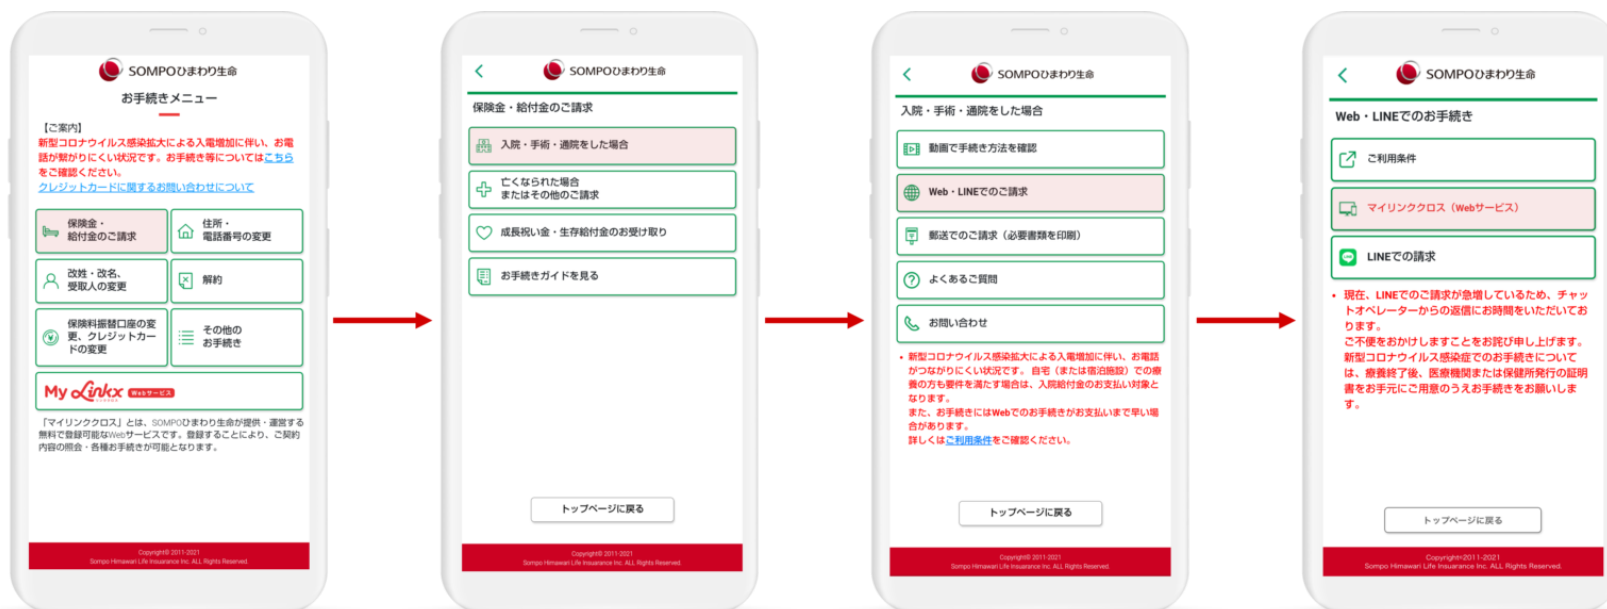 SOMPOひまわり生命
お手続きメニュー
【ご案内】
新型コロナウイルス感染拡大による入電増加に伴い、お電
話が繋がりにくい状況です。お手続き等についてはこちら
をご確認ください。
クレジットカードに関するお問い合わせについて
保険金・
給付金のご請求
住所・
電話番号の変更
改姓・改名、
受取人の変更
解約
保険料振替口座の変
更、クレジットカー
ドの変更
その他の
お手続き
My Linkx Webサービス
「マイリンククロス」とは、SOMPOひまわり生命が提供・運営する
無料で登録可能なWebサービスです。登録することにより、ご契約
内容の照会・各種お手続きが可能となります。
Copyright© 2011-2021
Sompo Himawari Life Insuarance Inc. ALL Rights Reserved.
SOMPOひまわり生命
保険金・給付金のご請求
入院・手術・通院をした場合
亡くなられた場合
またはその他のご請求
成長祝い金・生存給付金のお受け取り
お手続きガイドを見る
トップページに戻る
Copyright© 2011-2021
Sompo Himawari Life Insuarance Inc. ALL Rights Reserved.
SOMPOひまわり生命
入院・手術・通院をした場合
動画で手続き方法を確認
Web・LINEでのご請求
郵送でのご請求（必要書類を印刷）
よくあるご質問
お問い合わせ
• 新型コロナウイルス感染拡大による入電増加に伴い、お電話
がつながりにくい状況です。 自宅（または宿泊施設）での療
養の方も要件を満たす場合は、入院給付金のお支払い対象と
なります。
また、お手続きにはWebでのお手続きがお支払いまで早い場
合があります。
詳しくはご利用条件をご確認ください。
トップページに戻る
Copyright© 2011-2021
Sompo Himawari Life Insuarance Inc. ALL Rights Reserved.
SOMPOひまわり生命
Web・LINEでのお手続き
ご利用条件
マイリンククロス（Webサービス）
LINEでの請求
• 現在、LINEでのご請求が急増しているため、チャッ
トオペレーターからの返信にお時間をいただいてお
ります。
ご不便をおかけしますことをお詫び申し上げます。
新型コロナウイルス感染症でのお手続きについて
は、療養終了後、医療機関または保健所発行の証明
書をお手元にご用意のうえお手続きをお願いしま
す。
トップページに戻る
Copyright©2011-2021
Sompo Himawari Life Insuarance Inc. ALL Rights Reserved.